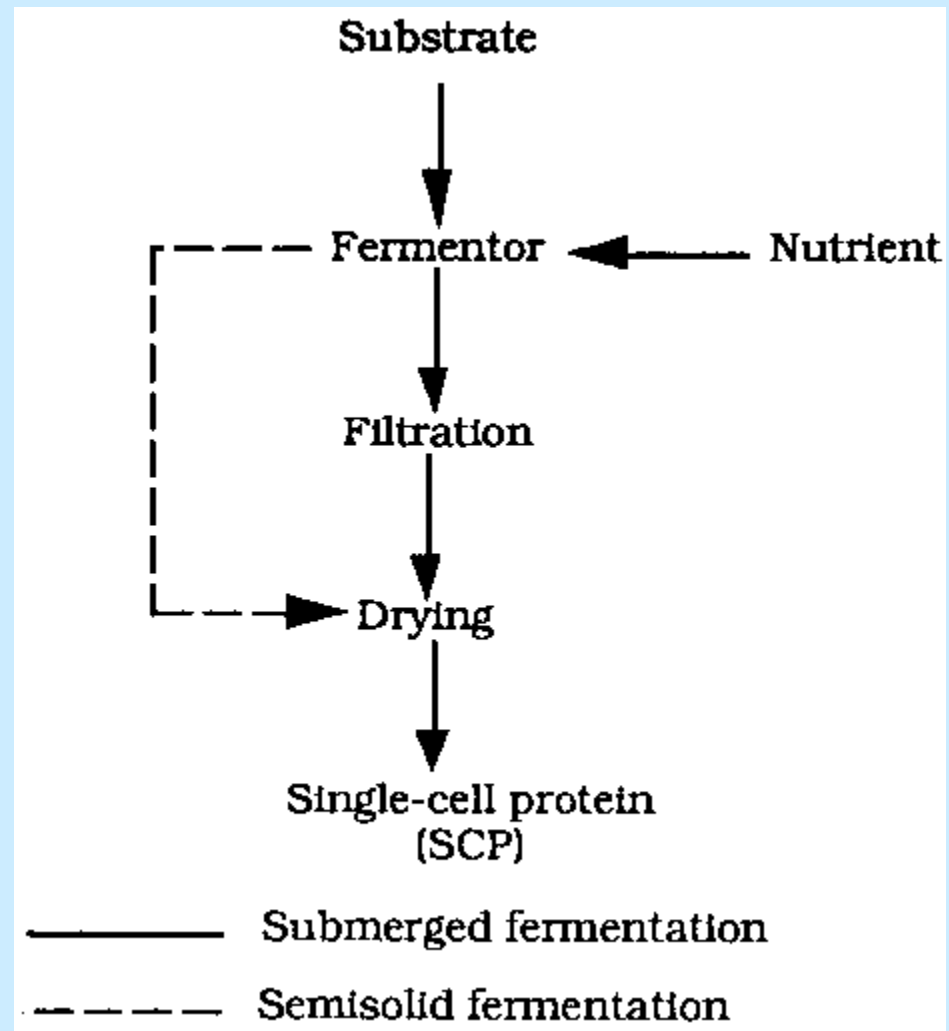 Substrate
Fermentor
Nutrient
Filtration
Drying
Single-cell protein
(SCP)
Submerged fermentation
Semisolid fermentation